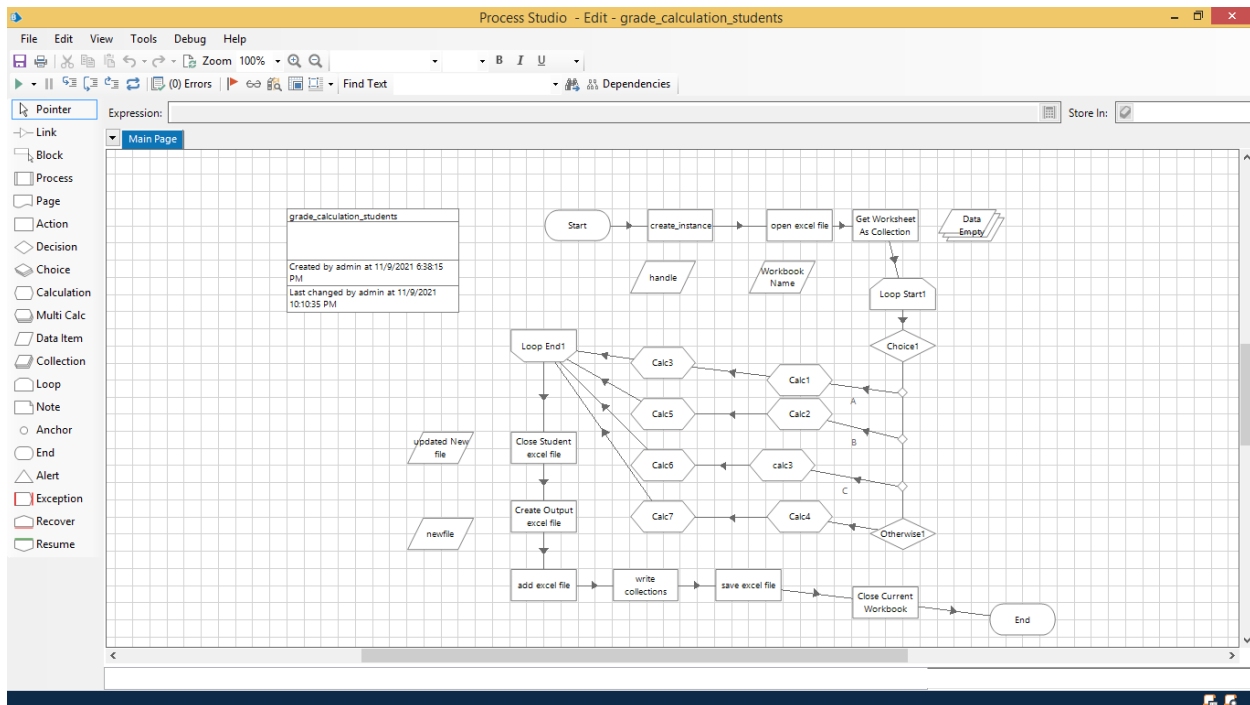 Process Studio - Edit - grade_calculation_students
File Edit View Tools Debug Help
Zoom 100% B I U
(0) Errors Find Text Dependencies
Pointer
Link
Block
Process
Page
Action
Decision
Choice
Calculation
Multi Calc
Data Item
Collection
Loop
Note
Anchor
End
Alert
Exception
Recover
Resume
Expression: Store In:
Main Page
grade_calculation_students
Created by admin at 11/9/2021 6:38:15
PM
Last changed by admin at 11/9/2021
10:10:35 PM
Start
create_instance
open excel file
Get Worksheet
As Collection
Data
Empty
handle
Workbook
Name
Loop Start1
Choice1
Loop End1
Calc3
Calc1
A
Calc5
Calc2
B
Calc6
calc3
C
Calc7
Calc4
Otherwise1
updated New
file
Close Student
excel file
newfile
Create Output
excel file
add excel file
write
collections
save excel file
Close Current
Workbook
End